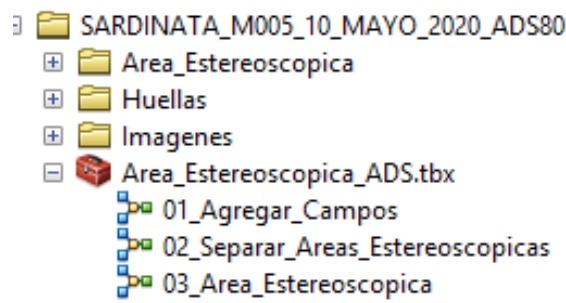 SARDINATA_M005_10_MAYO_2020_ADS80
Area_Estereoscopica
Huellas
Imagenes
Area_Estereoscopica_ADS.tbx
01_Agregar_Campos
02_Separar_Areas_Estereoscopicas
03_Area_Estereoscopica